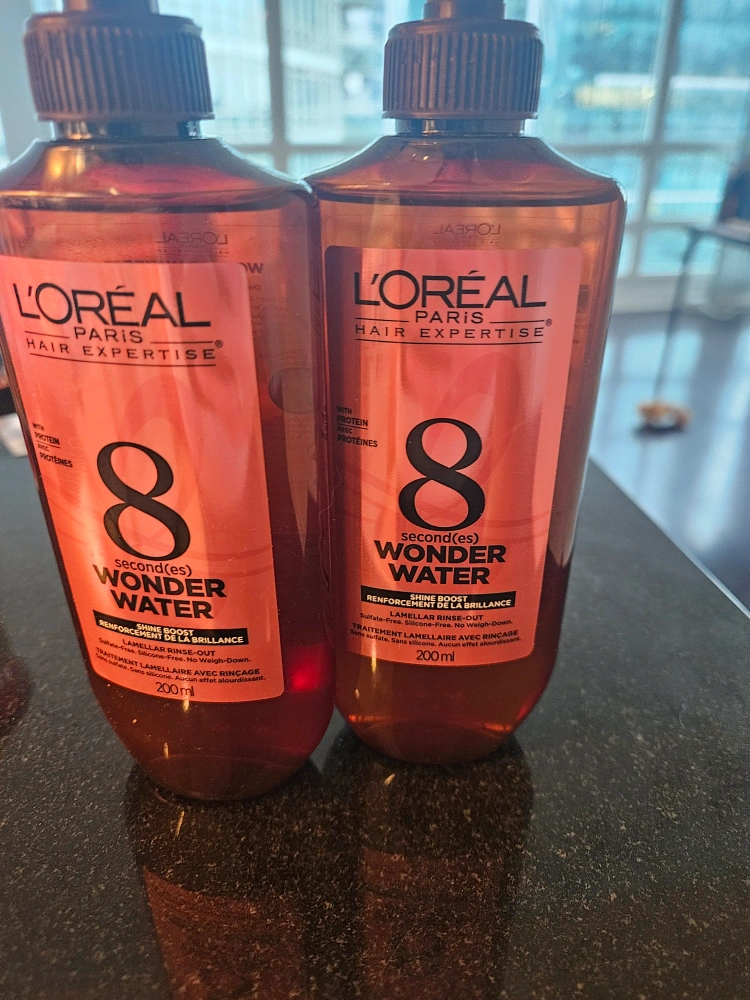 L'ORÉAL
PARiS
HAIR EXPERTISE®
WITH
PROTEIN
AVEC
PROTÉINES
8
second(es)
WONDER
WATER
SHINE BOOST
RENFORCEMENT DE LA BRILLANCE
LAMELLAR RINSE-OUT
Sulfate-Free. Silicone-Free. No Weigh-Down.
TRAITEMENT LAMELLAIRE AVEC RINÇAGE
Sans sulfate. Sans silicone. Aucun effet alourdissant.
200 ml
L'ORÉAL
L'ORÉAL
PARiS
HAIR EXPERTISE®
WITH
PROTEIN
AVEC
PROTÉINES
8
second(es)
WONDER
WATER
SHINE BOOST
RENFORCEMENT DE LA BRILLANCE
LAMELLAR RINSE-OUT
Sulfate-Free. Silicone-Free. No Weigh-Down.
TRAITEMENT LAMELLAIRE AVEC RINÇAGE
Sans sulfate. Sans silicone. Aucun effet alourdissant.
200 ml
L'ORÉAL